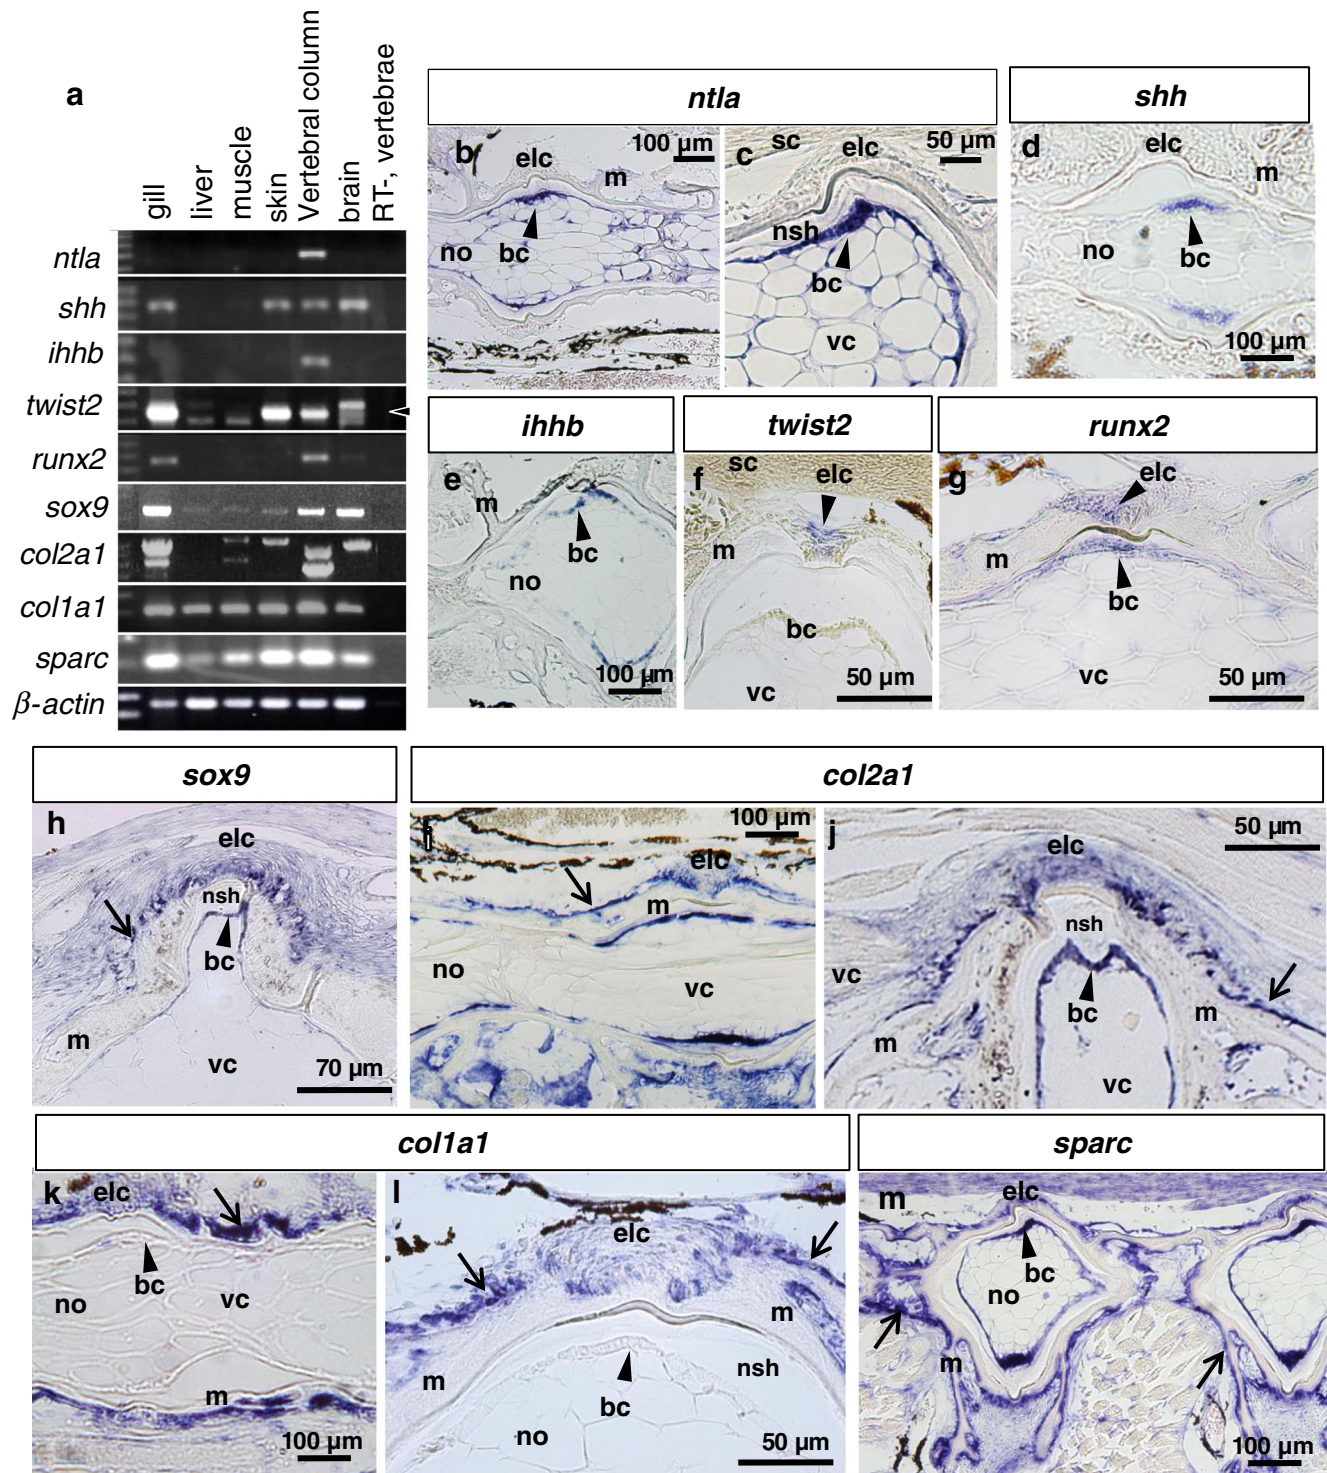 a
gill
liver
muscle
skin
Vertebral column
brain
RT-, vertebrae
ntla
shh
ihhb
twist2
runx2
sox9
col2a1
col1a1
sparc
β-actin
ntla
b
elc
100 µm
m
no
bc
c
sc
elc
50 µm
nsh
bc
vc
shh
d
elc
m
no
bc
100 µm
ihhb
e
m
bc
no
100 µm
twist2
sc
f
elc
m
bc
vc
50 µm
runx2
g
elc
m
bc
vc
50 µm
sox9
h
elc
nsh
bc
m
vc
70 µm
col2a1
i
100 µm
elc
m
no
vc
j
50 µm
elc
nsh
vc
bc
m
m
vc
col1a1
k
elc
bc
vc
no
m
100 µm
l
elc
m
m
nsh
bc
no
50 µm
sparc
m
elc
bc
no
m
100 µm